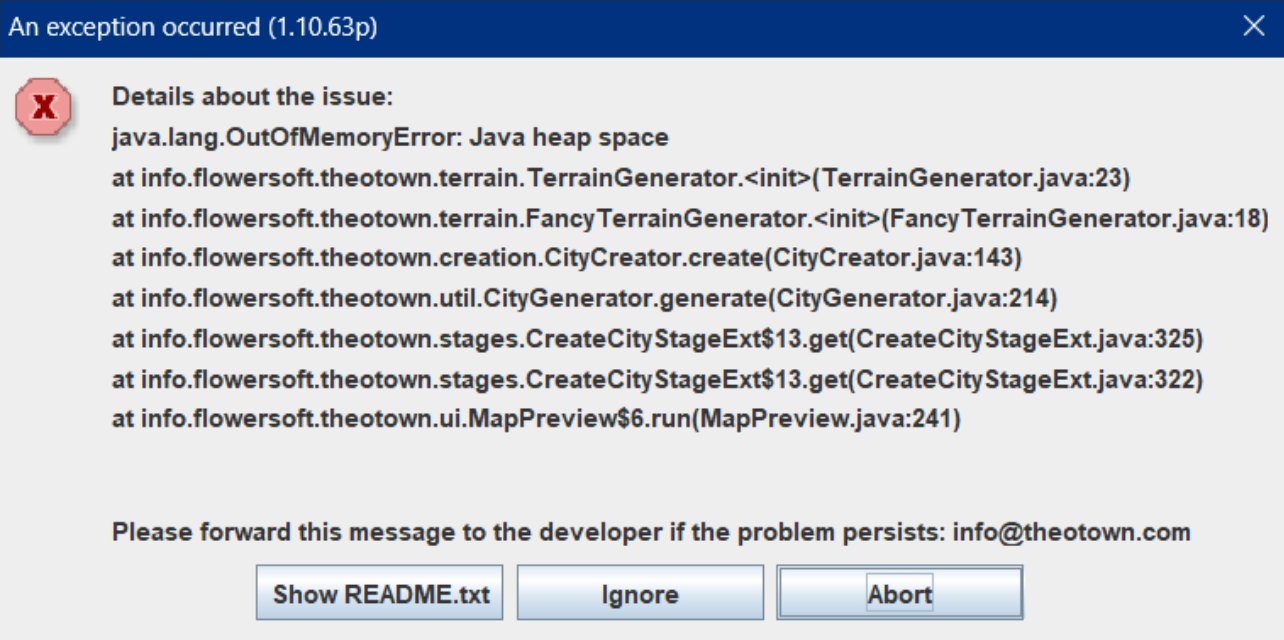 An exception occurred (1.10.63p)
Details about the issue:
java.lang.OutOfMemoryError: Java heap space
at info.flowersoft.theotown.terrain.TerrainGenerator.<init>(TerrainGenerator.java:23)
at info.flowersoft.theotown.terrain.FancyTerrainGenerator.<init>(FancyTerrainGenerator.java:18)
at info.flowersoft.theotown.creation.CityCreator.create(CityCreator.java:143)
at info.flowersoft.theotown.util.CityGenerator.generate(CityGenerator.java:214)
at info.flowersoft.theotown.stages.CreateCityStageExt$13.get(CreateCityStageExt.java:325)
at info.flowersoft.theotown.stages.CreateCityStageExt$13.get(CreateCityStageExt.java:322)
at info.flowersoft.theotown.ui.MapPreview$6.run(MapPreview.java:241)
Please forward this message to the developer if the problem persists: info@theotown.com
Show README.txt Ignore Abort